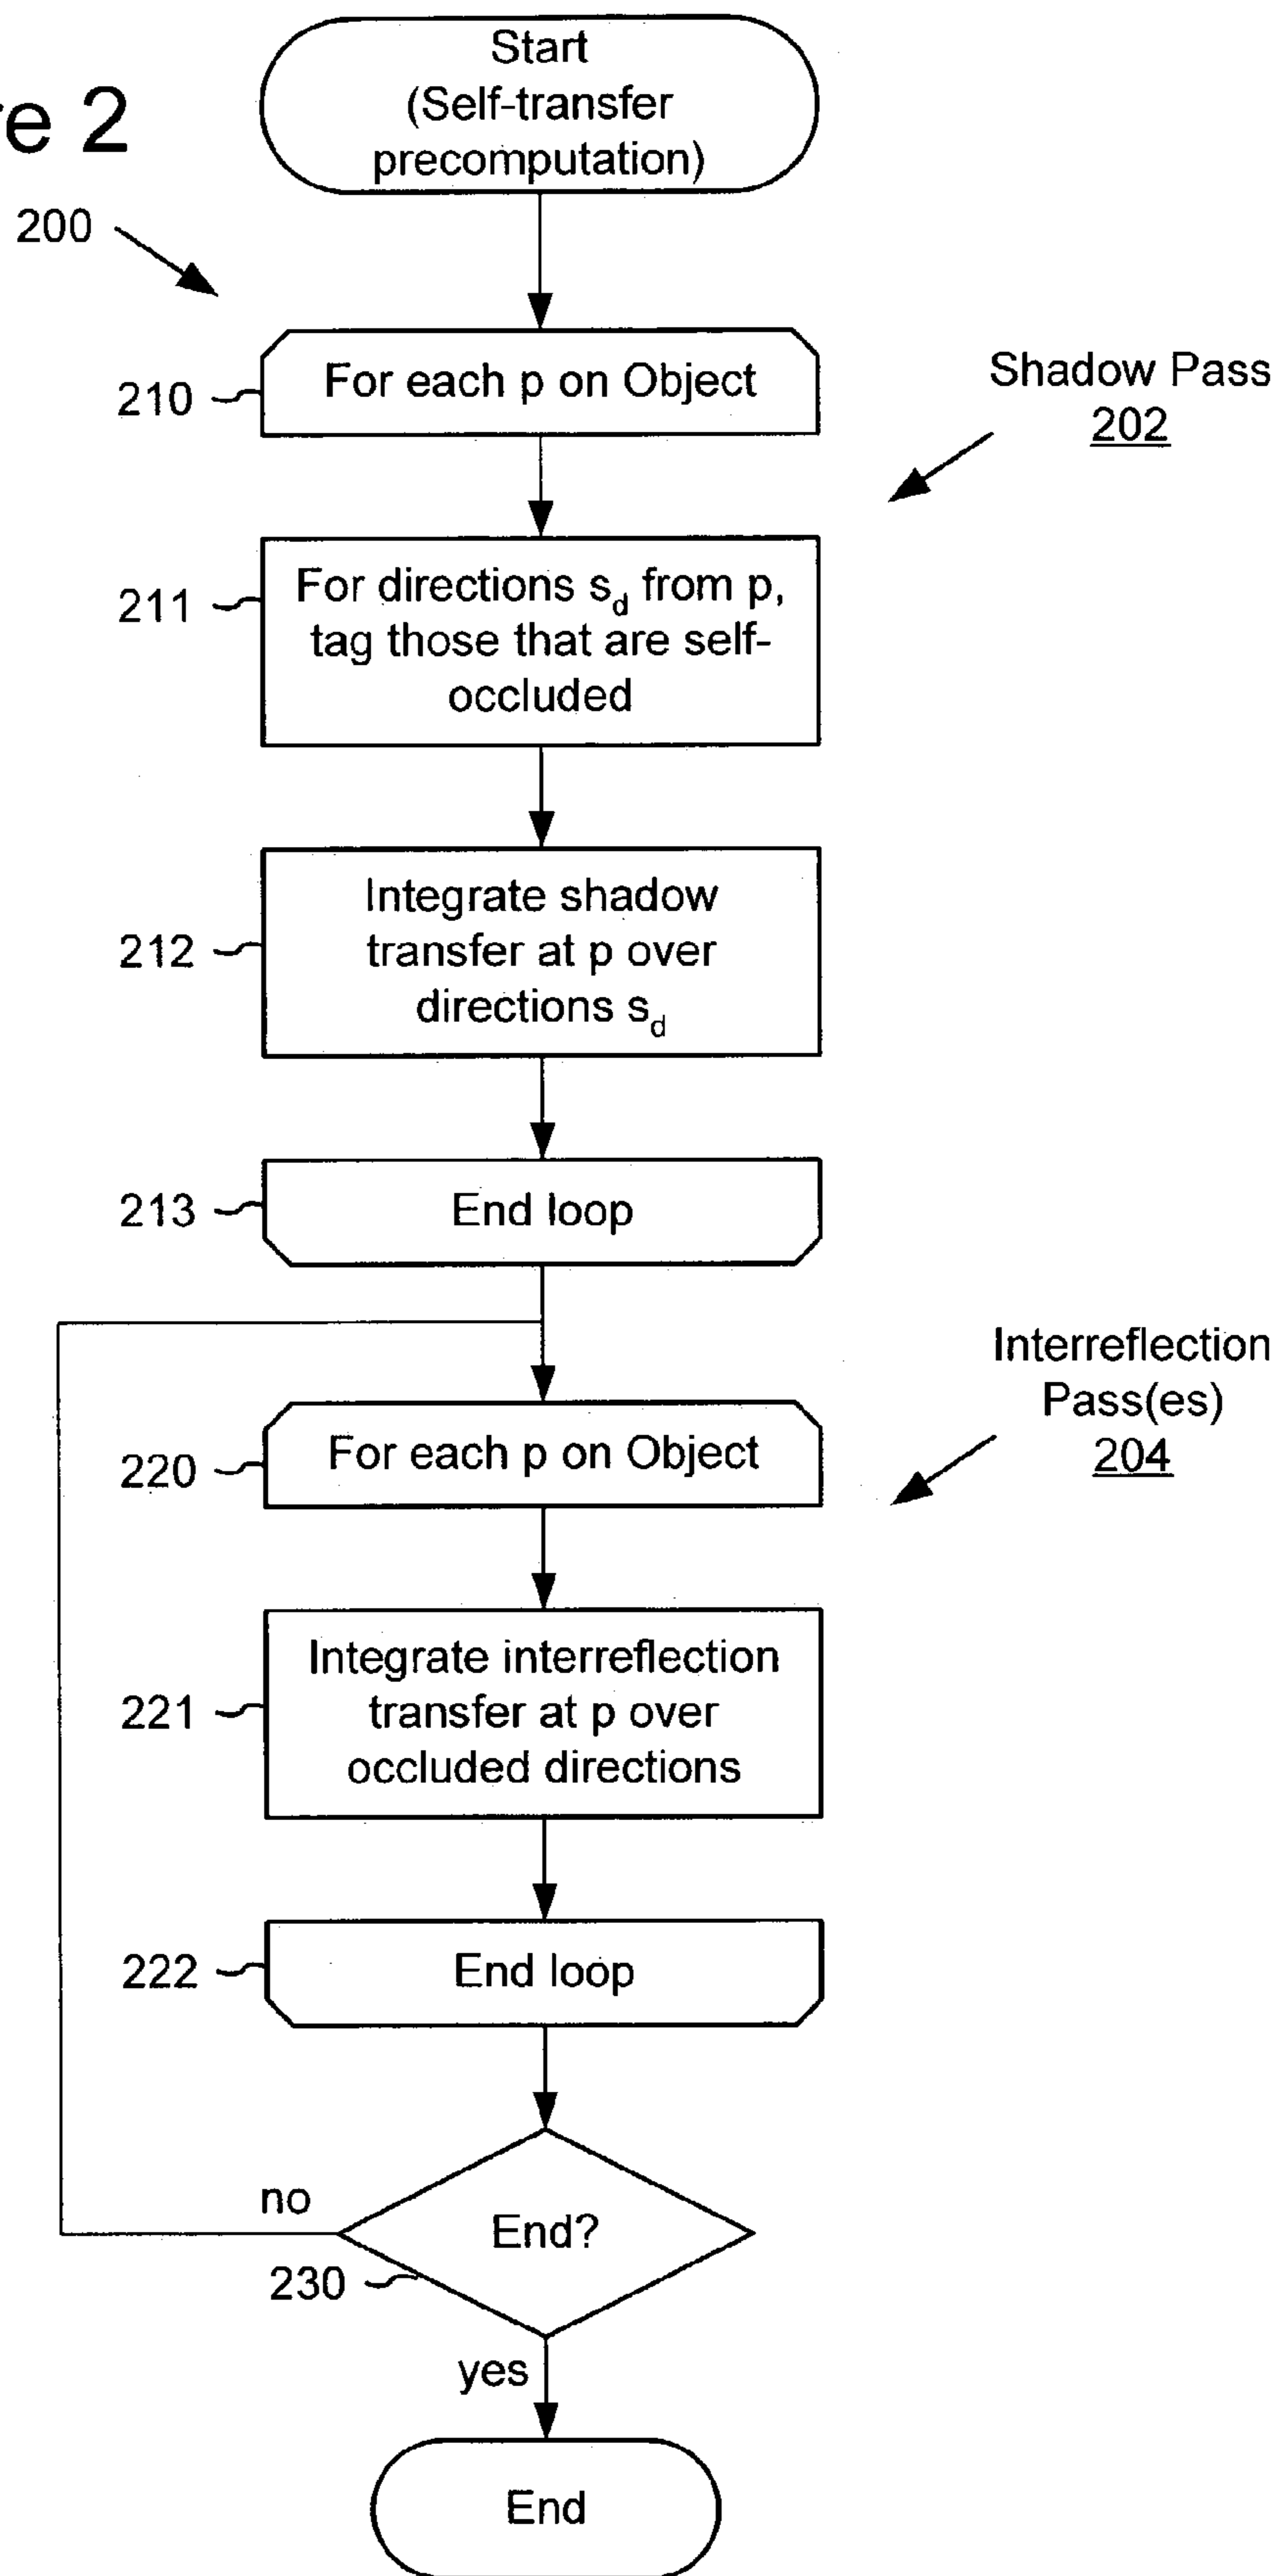 re 2
Start
(Self-transfer
precomputation)
200
For each p on Object
210
Shadow Pass
202
For directions s_d from p,
tag those that are self-
occluded
211
Integrate shadow
transfer at p over
directions s_d
212
End loop
213
Interreflection
Pass(es)
204
For each p on Object
220
Integrate interreflection
transfer at p over
occluded directions
221
End loop
222
no
End?
230
yes
End